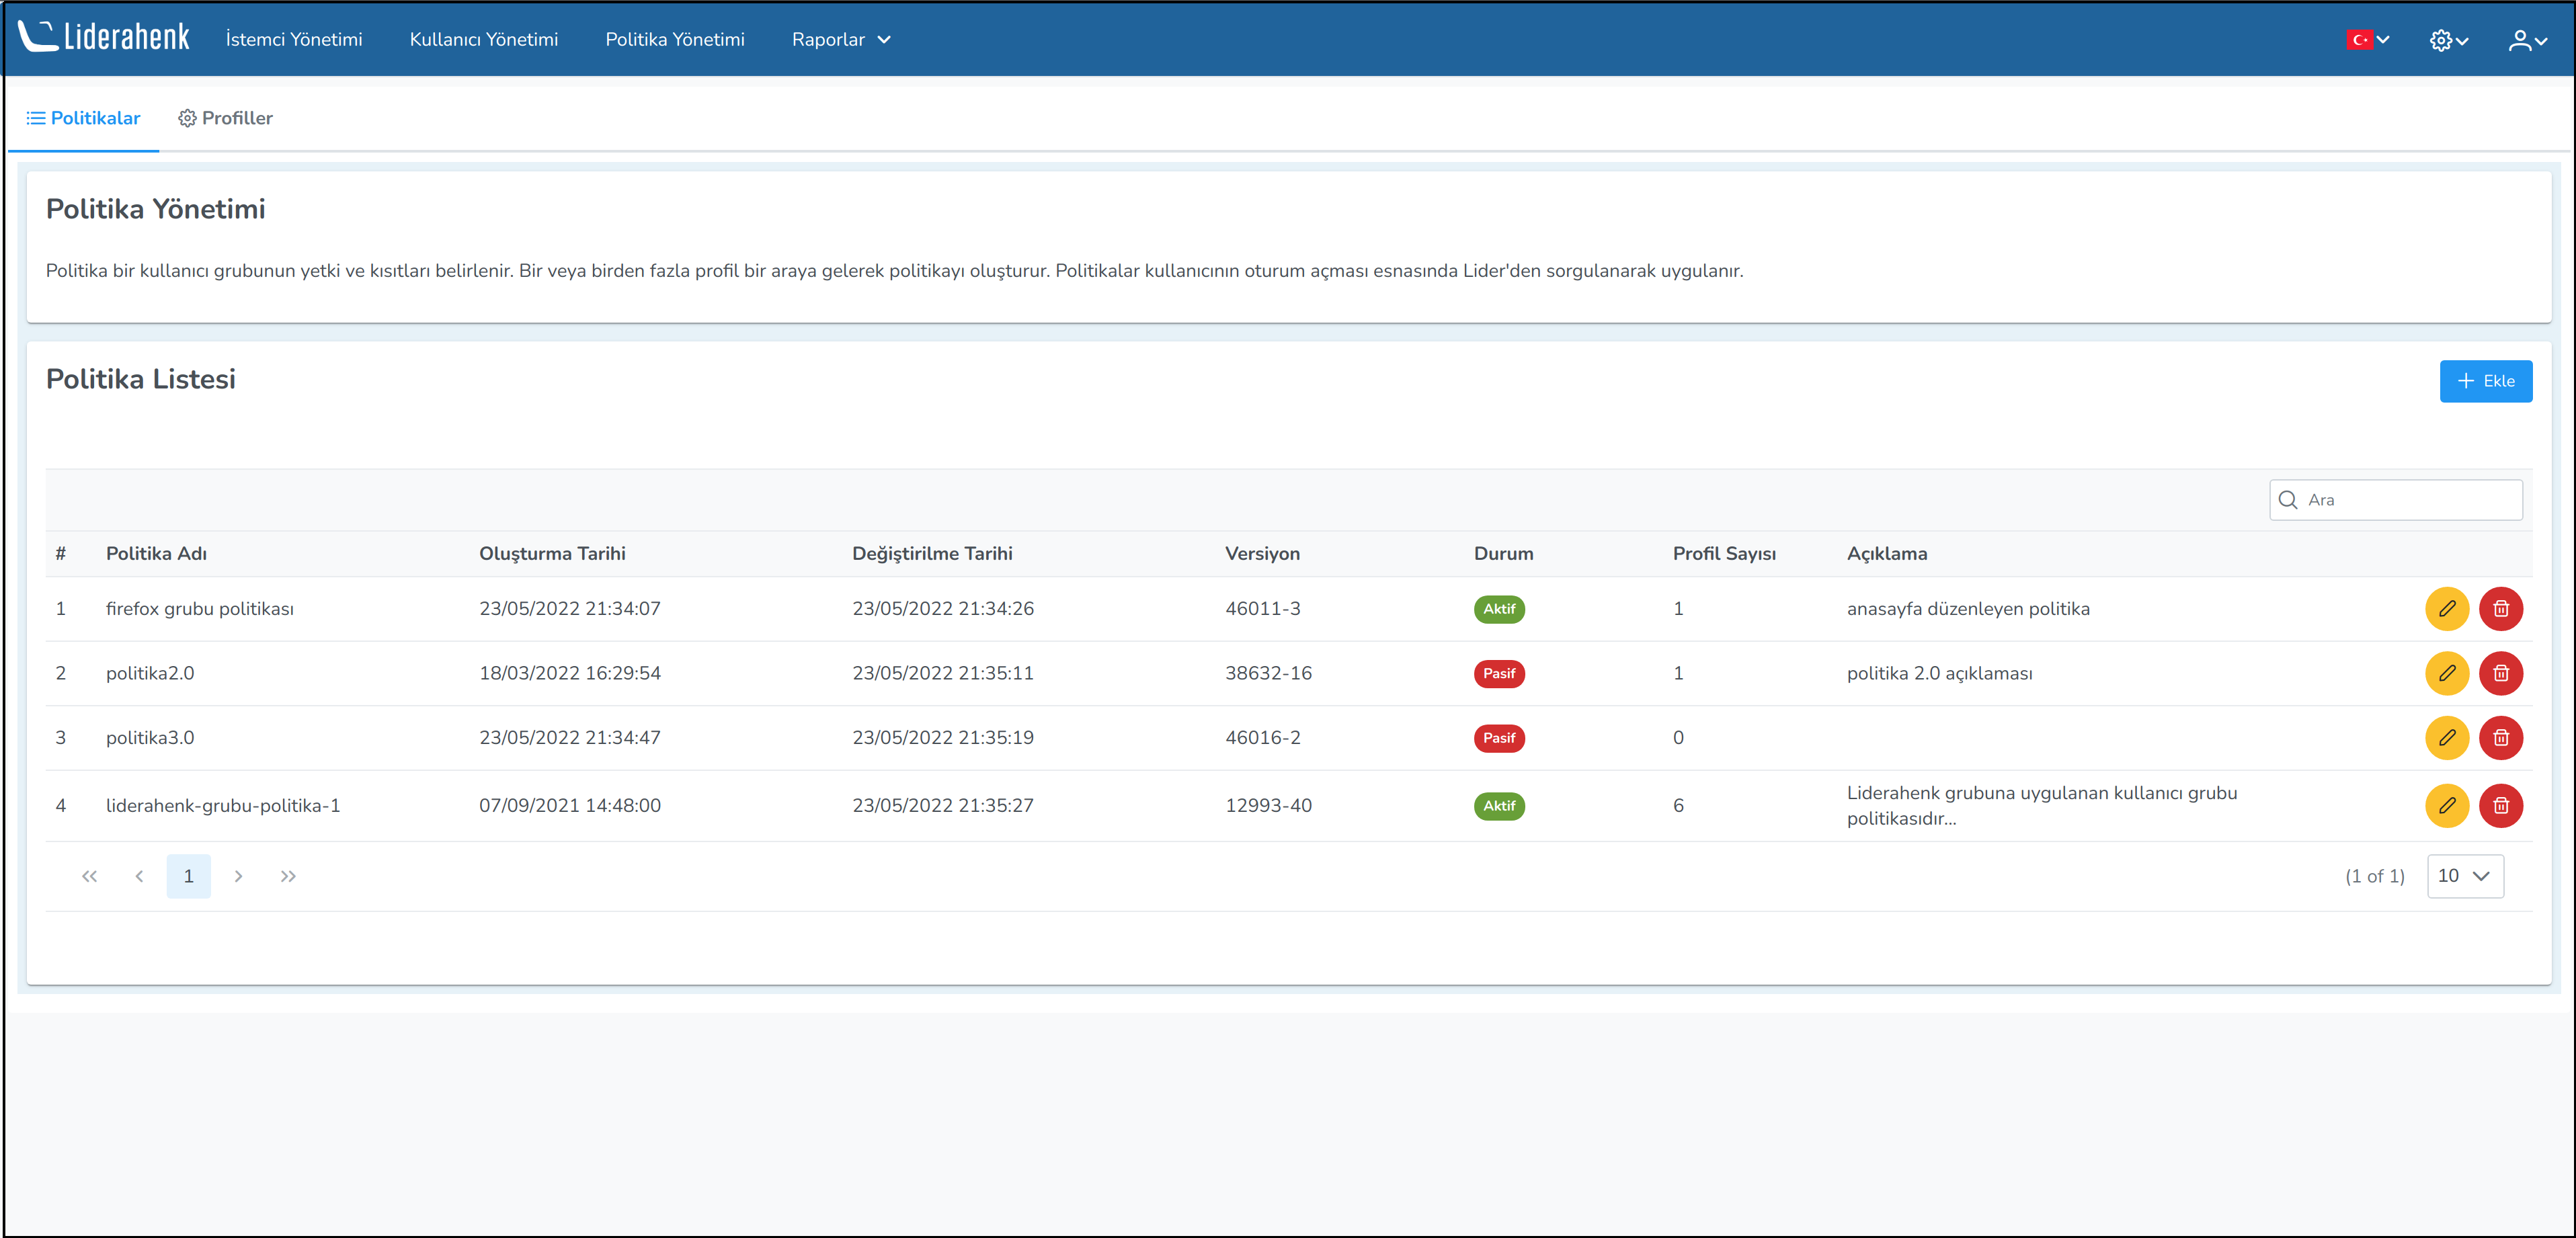 Liderahenk İstemci Yönetimi Kullanıcı Yönetimi Politika Yönetimi Raporlar
Politikalar Profiller
Politika Yönetimi
Politika bir kullanıcı grubunun yetki ve kısıtları belirlenir. Bir veya birden fazla profil bir araya gelerek politikayı oluşturur. Politikalar kullanıcının oturum açması esnasında Lider'den sorgulanarak uygulanır.
Politika Listesi
Ekle
Ara
# Politika Adı Oluşturma Tarihi Değiştirilme Tarihi Versiyon Durum Profil Sayısı Açıklama
1 firefox grubu politikası 23/05/2022 21:34:07 23/05/2022 21:34:26 46011-3 Aktif 1 anasayfa düzenleyen politika
2 politika2.0 18/03/2022 16:29:54 23/05/2022 21:35:11 38632-16 Pasif 1 politika 2.0 açıklaması
3 politika3.0 23/05/2022 21:34:47 23/05/2022 21:35:19 46016-2 Pasif 0
4 liderahenk-grubu-politika-1 07/09/2021 14:48:00 23/05/2022 21:35:27 12993-40 Aktif 6 Liderahenk grubuna uygulanan kullanıcı grubu
politikasıdır...
1 (1 of 1) 10